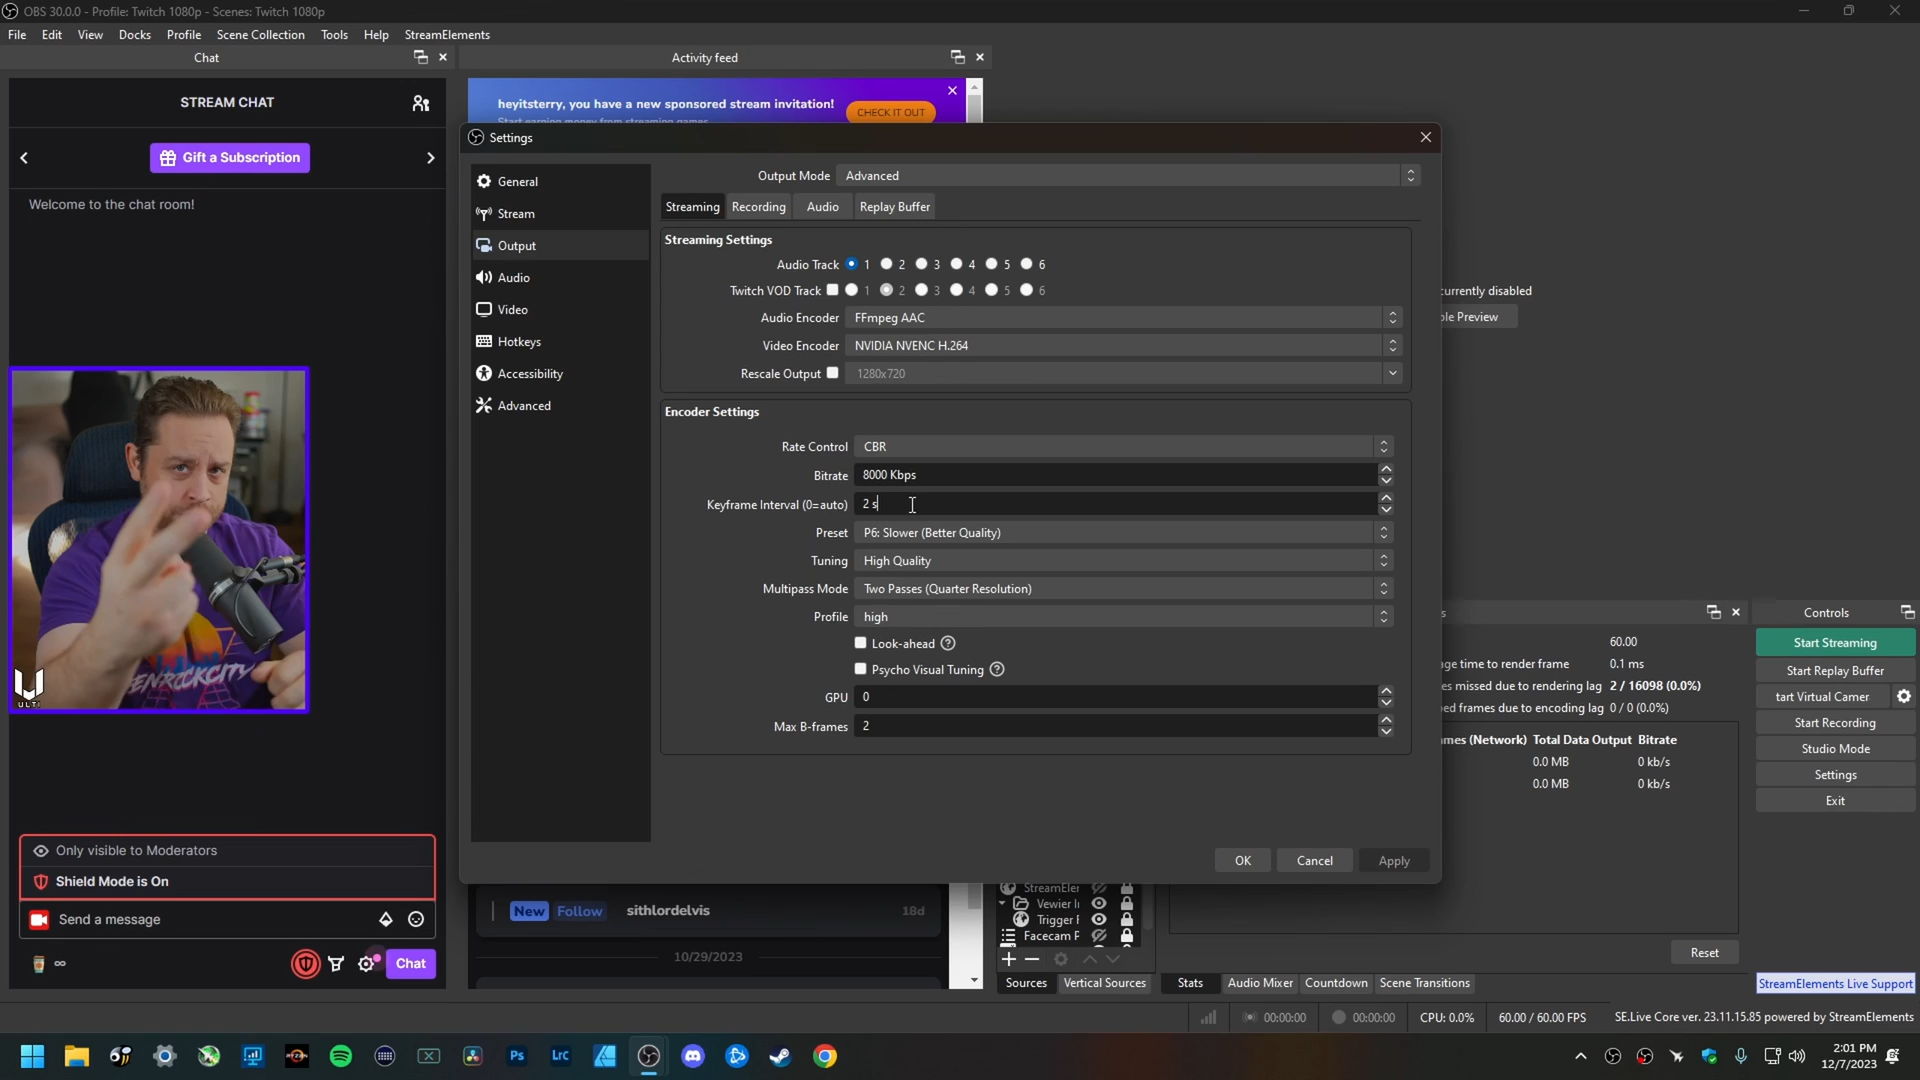 OBS 30.0.0 - Profile: Twitch 1080p - Scenes: Twitch 1080p
File Edit View Docks Profile Scene Collection Tools Help StreamElements
Chat
STREAM CHAT
Gift a Subscription
Welcome to the chat room!
ULTI
Only visible to Moderators
Shield Mode is On
Send a message
∞
Chat
Activity feed
heyitsterry, you have a new sponsored stream invitation!
Start earning money from streaming games
CHECK IT OUT
Settings
General
Stream
Output
Audio
Video
Hotkeys
Accessibility
Advanced
Output Mode Advanced
Streaming Recording Audio Replay Buffer
Streaming Settings
Audio Track 1 2 3 4 5 6
Twitch VOD Track 1 2 3 4 5 6
Audio Encoder FFmpeg AAC
Video Encoder NVIDIA NVENC H.264
Rescale Output 1280x720
Encoder Settings
Rate Control CBR
Bitrate 8000 Kbps
Keyframe Interval (0=auto) 2 s
Preset P6: Slower (Better Quality)
Tuning High Quality
Multipass Mode Two Passes (Quarter Resolution)
Profile high
Look-ahead
Psycho Visual Tuning
GPU 0
Max B-frames 2
OK Cancel Apply
New Follow sithlordelvis 18d
10/29/2023
currently disabled
ble Preview
StreamEler
Vewier I
Trigger F
Facecam F
Sources Vertical Sources
s
60.00
age time to render frame 0.1 ms
es missed due to rendering lag 2 / 16098 (0.0%)
ed frames due to encoding lag 0 / 0 (0.0%)
mes (Network) Total Data Output Bitrate
0.0 MB 0 kb/s
0.0 MB 0 kb/s
Reset
Stats Audio Mixer Countdown Scene Transitions
Controls
Start Streaming
Start Replay Buffer
tart Virtual Camer
Start Recording
Studio Mode
Settings
Exit
StreamElements Live Support
00:00:00 00:00:00 CPU: 0.0% 60.00 / 60.00 FPS SE.Live Core ver. 23.11.15.85 powered by StreamElements
RYZEN
Ps
Lrc
2:01 PM
12/7/2023